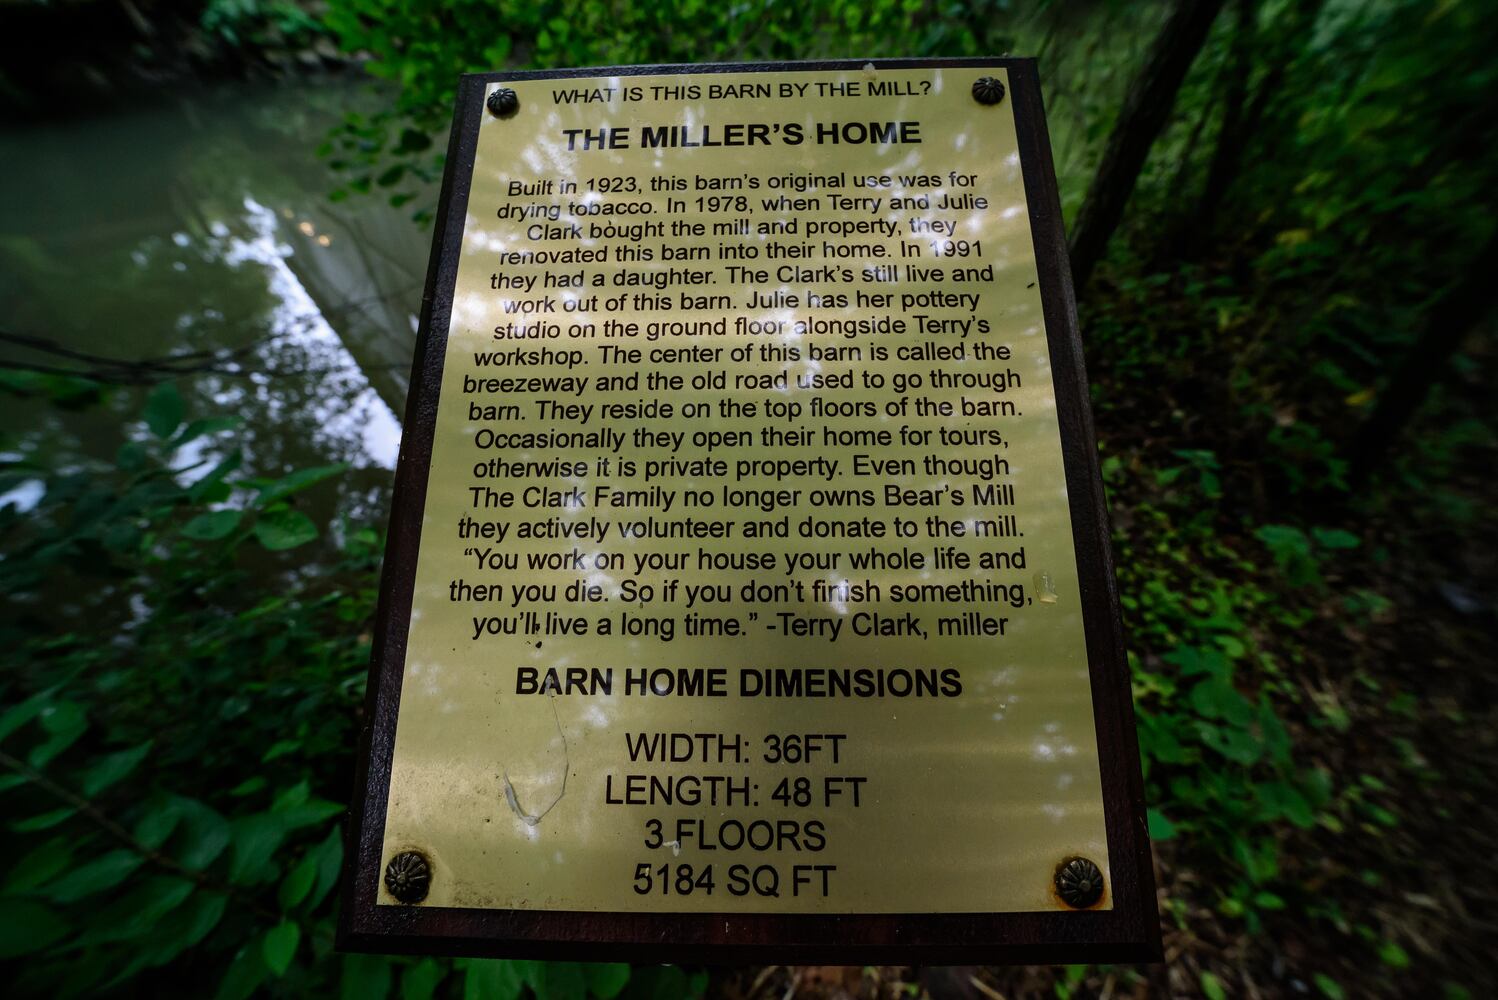 WHAT IS THIS BARN BY THE MILL?
THE MILLER'S HOME
Built in 1923, this barn's original use was for
drying tobacco. In 1978, when Terry and Julie
Clark bought the mill and property, they
renovated this barn into their home. In 1991
they had a daughter. The Clark's still live and
work out of this barn. Julie has her pottery
studio on the ground floor alongside Terry's
workshop. The center of this barn is called the
breezeway and the old road used to go through
barn. They reside on the top floors of the barn.
Occasionally they open their home for tours,
otherwise it is private property. Even though
The Clark Family no longer owns Bear's Mill
they actively volunteer and donate to the mill.
“You work on your house your whole life and
then you die. So if you don't finish something,
you'll live a long time.” -Terry Clark, miller
BARN HOME DIMENSIONS
WIDTH: 36FT
LENGTH: 48 FT
3 FLOORS
5184 SQ FT